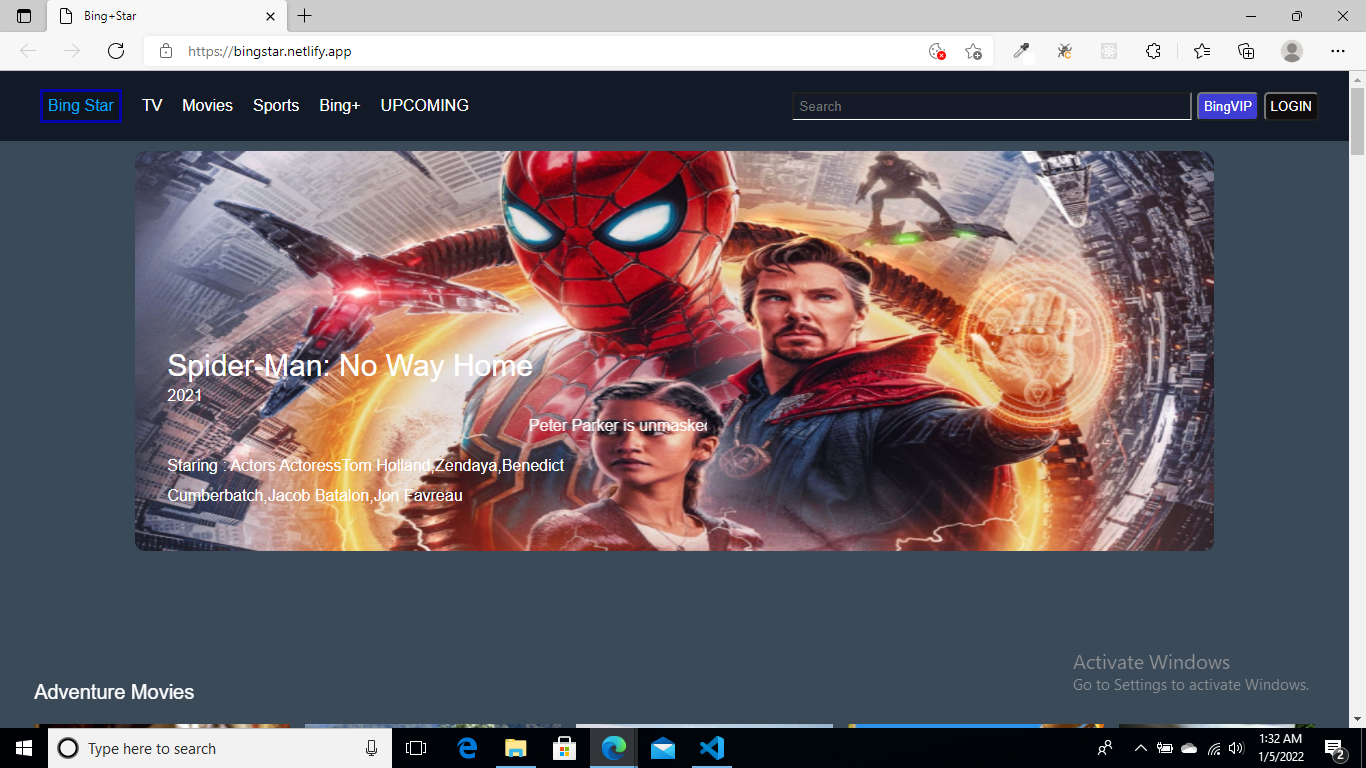 Bing+Star
https://bingstar.netlify.app
Bing Star TV Movies Sports Bing+ UPCOMING Search BingVIP LOGIN
Spider-Man: No Way Home
2021
Peter Parker is unmasked
Staring : Actors ActoressTom Holland,Zendaya,Benedict
Cumberbatch,Jacob Batalon,Jon Favreau
Activate Windows
Go to Settings to activate Windows.
Adventure Movies
Type here to search
1:32 AM
1/5/2022
2